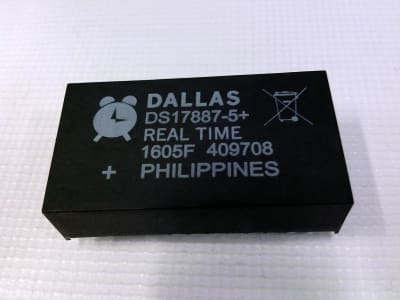 DALLAS
DS17887-5+
REAL TIME
1605F 409708
+ PHILIPPINES